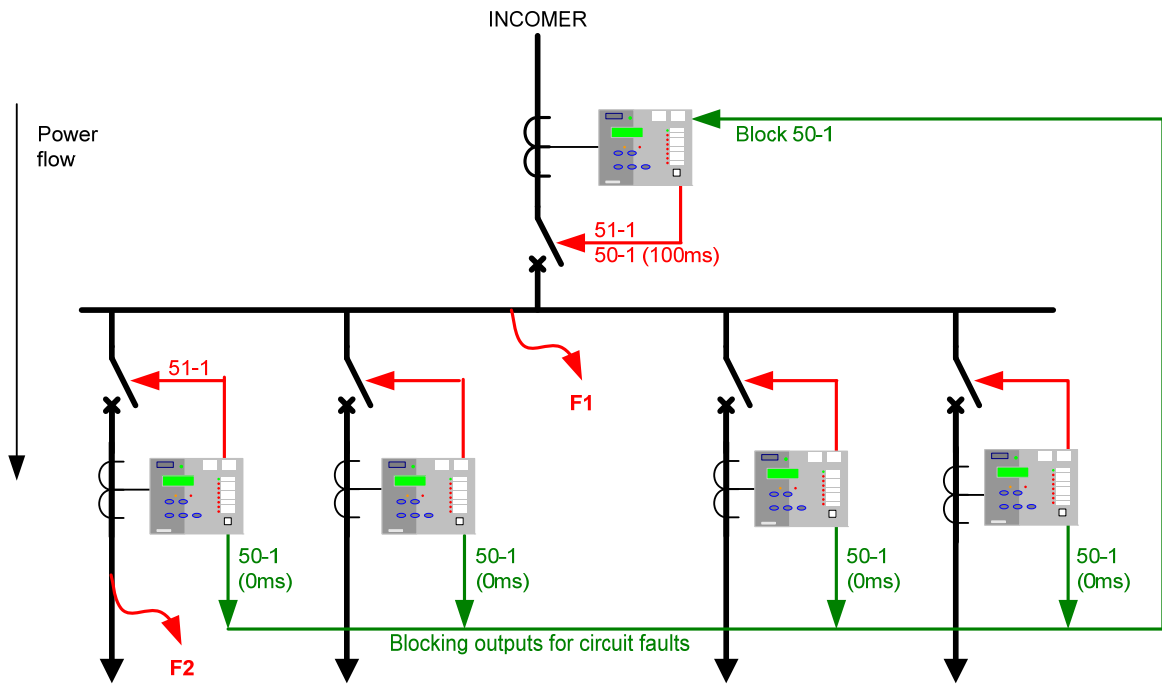 INCOMER
Power
flow
Block 50-1
51-1
50-1 (100ms)
51-1
F1
50-1
(0ms)
50-1
(0ms)
50-1
(0ms)
50-1
(0ms)
Blocking outputs for circuit faults
F2